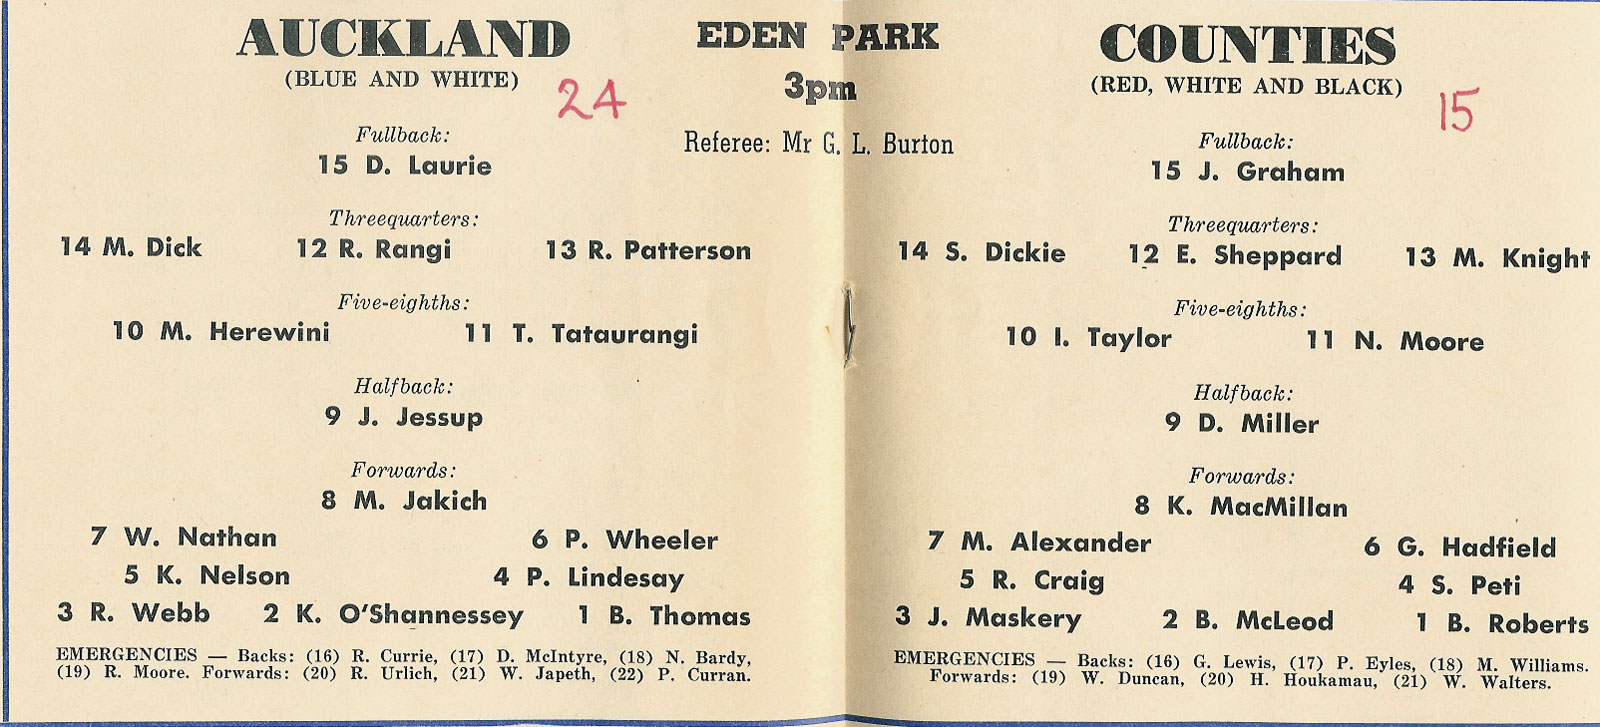 AUCKLAND
(BLUE AND WHITE)
24
Fullback:
15 D. Laurie
Threequarters:
14 M. Dick 12 R. Rangi 13 R. Patterson
Five-eighths:
10 M. Herewini 11 T. Tataurangi
Halfback:
9 J. Jessup
Forwards:
8 M. Jakich
7 W. Nathan 6 P. Wheeler
5 K. Nelson 4 P. Lindesay
3 R. Webb 2 K. O'Shannessey 1 B. Thomas
EMERGENCIES — Backs: (16) R. Currie, (17) D. McIntyre, (18) N. Bardy,
(19) R. Moore. Forwards: (20) R. Urlich, (21) W. Japeth, (22) P. Curran.
EDEN PARK
3pm
Referee: Mr G. L. Burton
COUNTIES
(RED, WHITE AND BLACK)
15
Fullback:
15 J. Graham
Threequarters:
14 S. Dickie 12 E. Sheppard 13 M. Knight
Five-eighths:
10 I. Taylor 11 N. Moore
Halfback:
9 D. Miller
Forwards:
8 K. MacMillan
7 M. Alexander 6 G. Hadfield
5 R. Craig 4 S. Peti
3 J. Maskery 2 B. McLeod 1 B. Roberts
EMERGENCIES — Backs: (16) G. Lewis, (17) P. Eyles, (18) M. Williams.
Forwards: (19) W. Duncan, (20) H. Houkamau, (21) W. Walters.